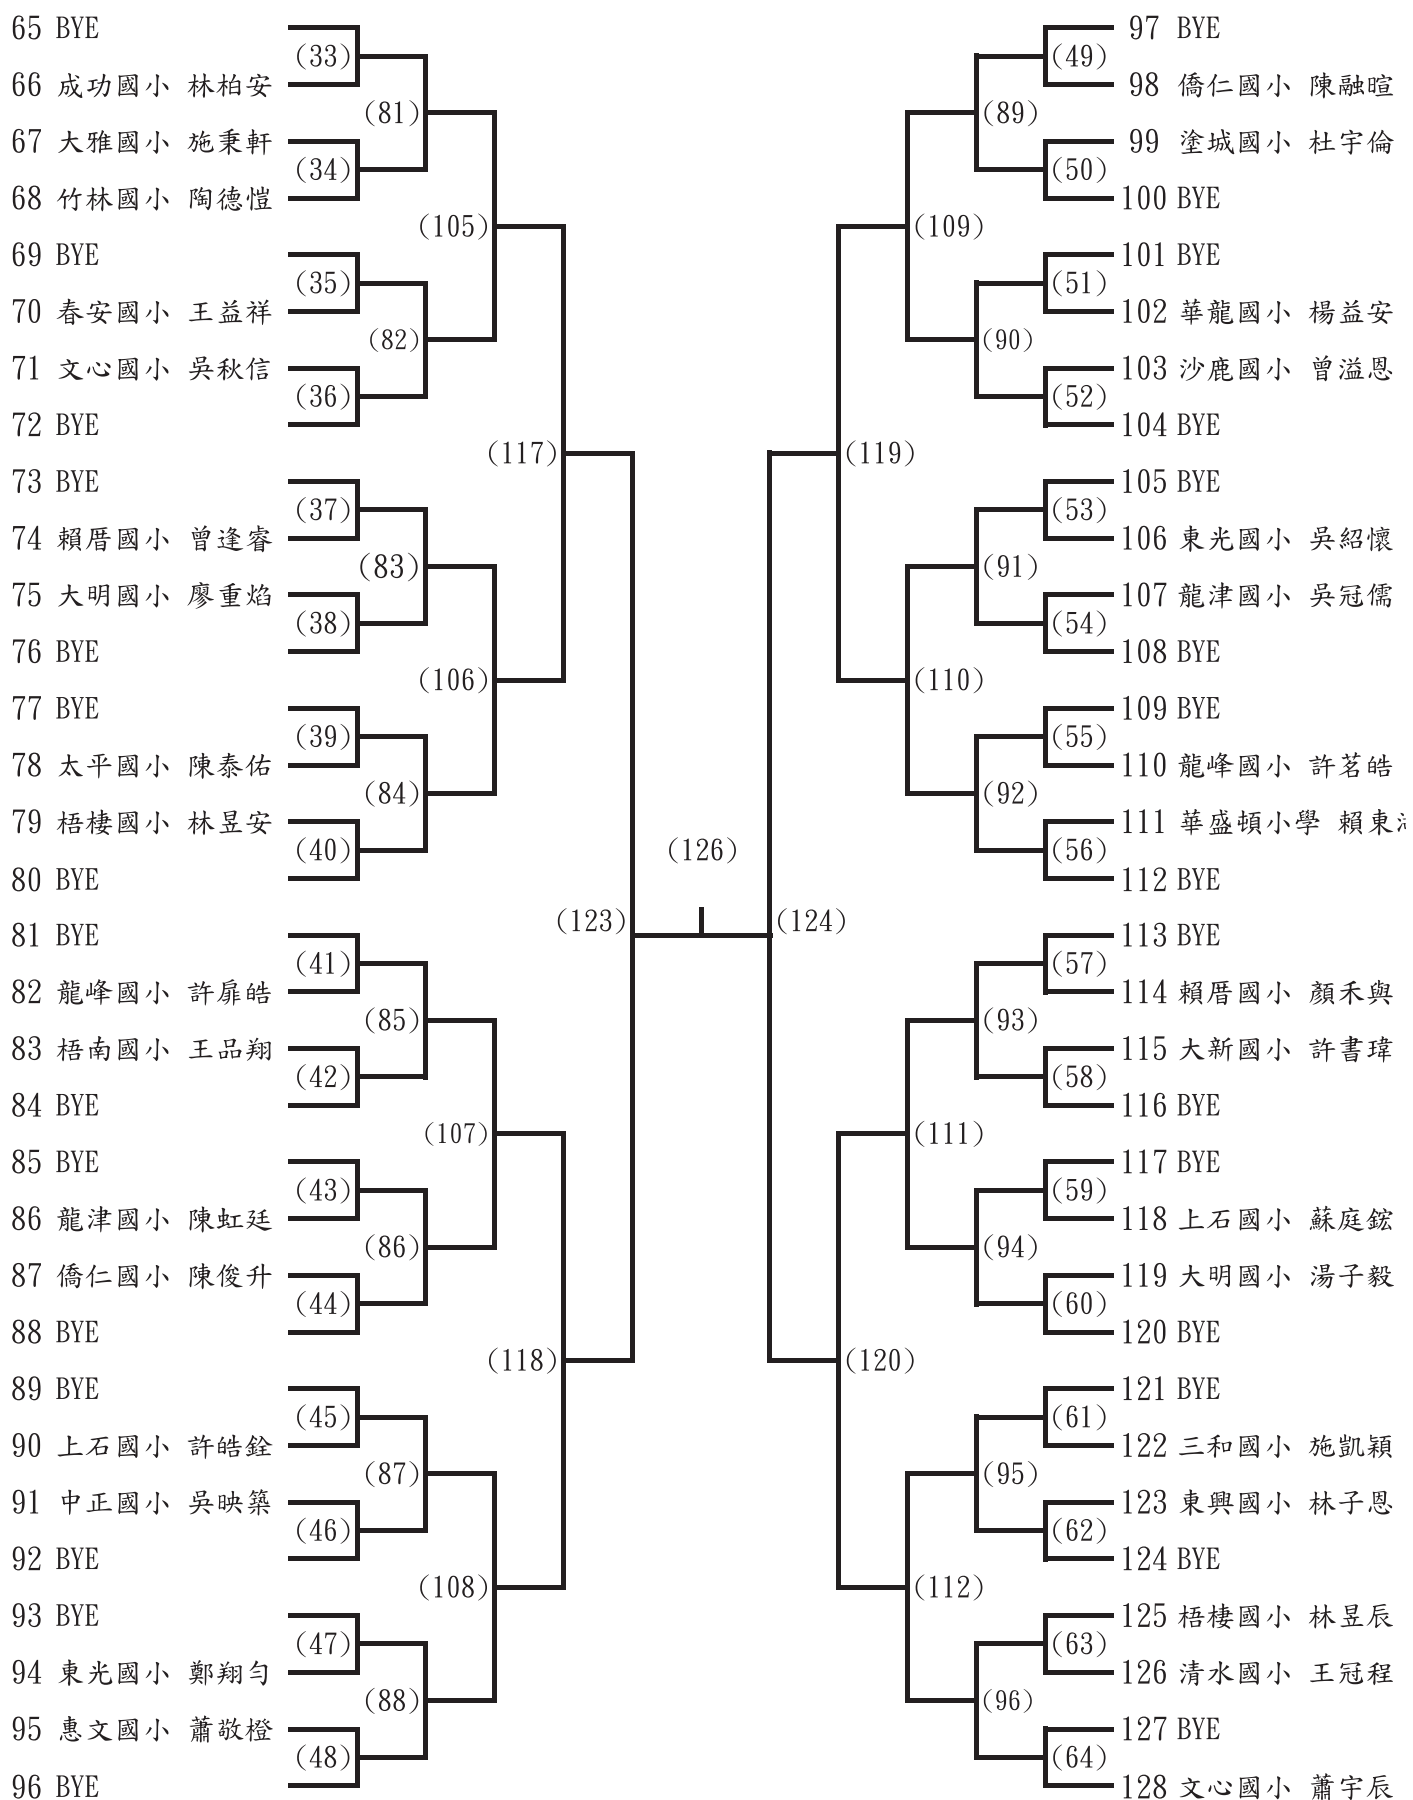 65 BYE
66 成功國小 林柏安
67 大雅國小 施秉軒
68 竹林國小 陶德愷
69 BYE
70 春安國小 王益祥
71 文心國小 吳秋信
72 BYE
73 BYE
74 賴厝國小 曾逢睿
75 大明國小 廖重焰
76 BYE
77 BYE
78 太平國小 陳泰佑
79 梧棲國小 林昱安
80 BYE
81 BYE
82 龍峰國小 許扉皓
83 梧南國小 王品翔
84 BYE
85 BYE
86 龍津國小 陳虹廷
87 僑仁國小 陳俊升
88 BYE
89 BYE
90 上石國小 許皓銓
91 中正國小 吳映築
92 BYE
93 BYE
94 東光國小 鄭翔勻
95 惠文國小 蕭敬橙
96 BYE
(33)
(34)
(35)
(36)
(37)
(38)
(39)
(40)
(41)
(42)
(43)
(44)
(45)
(46)
(47)
(48)
(81)
(82)
(83)
(84)
(85)
(86)
(87)
(88)
(105)
(106)
(107)
(108)
(117)
(118)
(123)
(126)
(124)
(119)
(120)
(109)
(110)
(111)
(112)
(89)
(90)
(91)
(92)
(93)
(94)
(95)
(96)
(49)
(50)
(51)
(52)
(53)
(54)
(55)
(56)
(57)
(58)
(59)
(60)
(61)
(62)
(63)
(64)
97 BYE
98 僑仁國小 陳融暄
99 塗城國小 杜宇倫
100 BYE
101 BYE
102 華龍國小 楊益安
103 沙鹿國小 曾溢恩
104 BYE
105 BYE
106 東光國小 吳紹懷
107 龍津國小 吳冠儒
108 BYE
109 BYE
110 龍峰國小 許茗皓
111 華盛頓小學 賴東
112 BYE
113 BYE
114 賴厝國小 顏禾與
115 大新國小 許書瑋
116 BYE
117 BYE
118 上石國小 蘇庭鋐
119 大明國小 湯子毅
120 BYE
121 BYE
122 三和國小 施凱穎
123 東興國小 林子恩
124 BYE
125 梧棲國小 林昱辰
126 清水國小 王冠程
127 BYE
128 文心國小 蕭宇辰